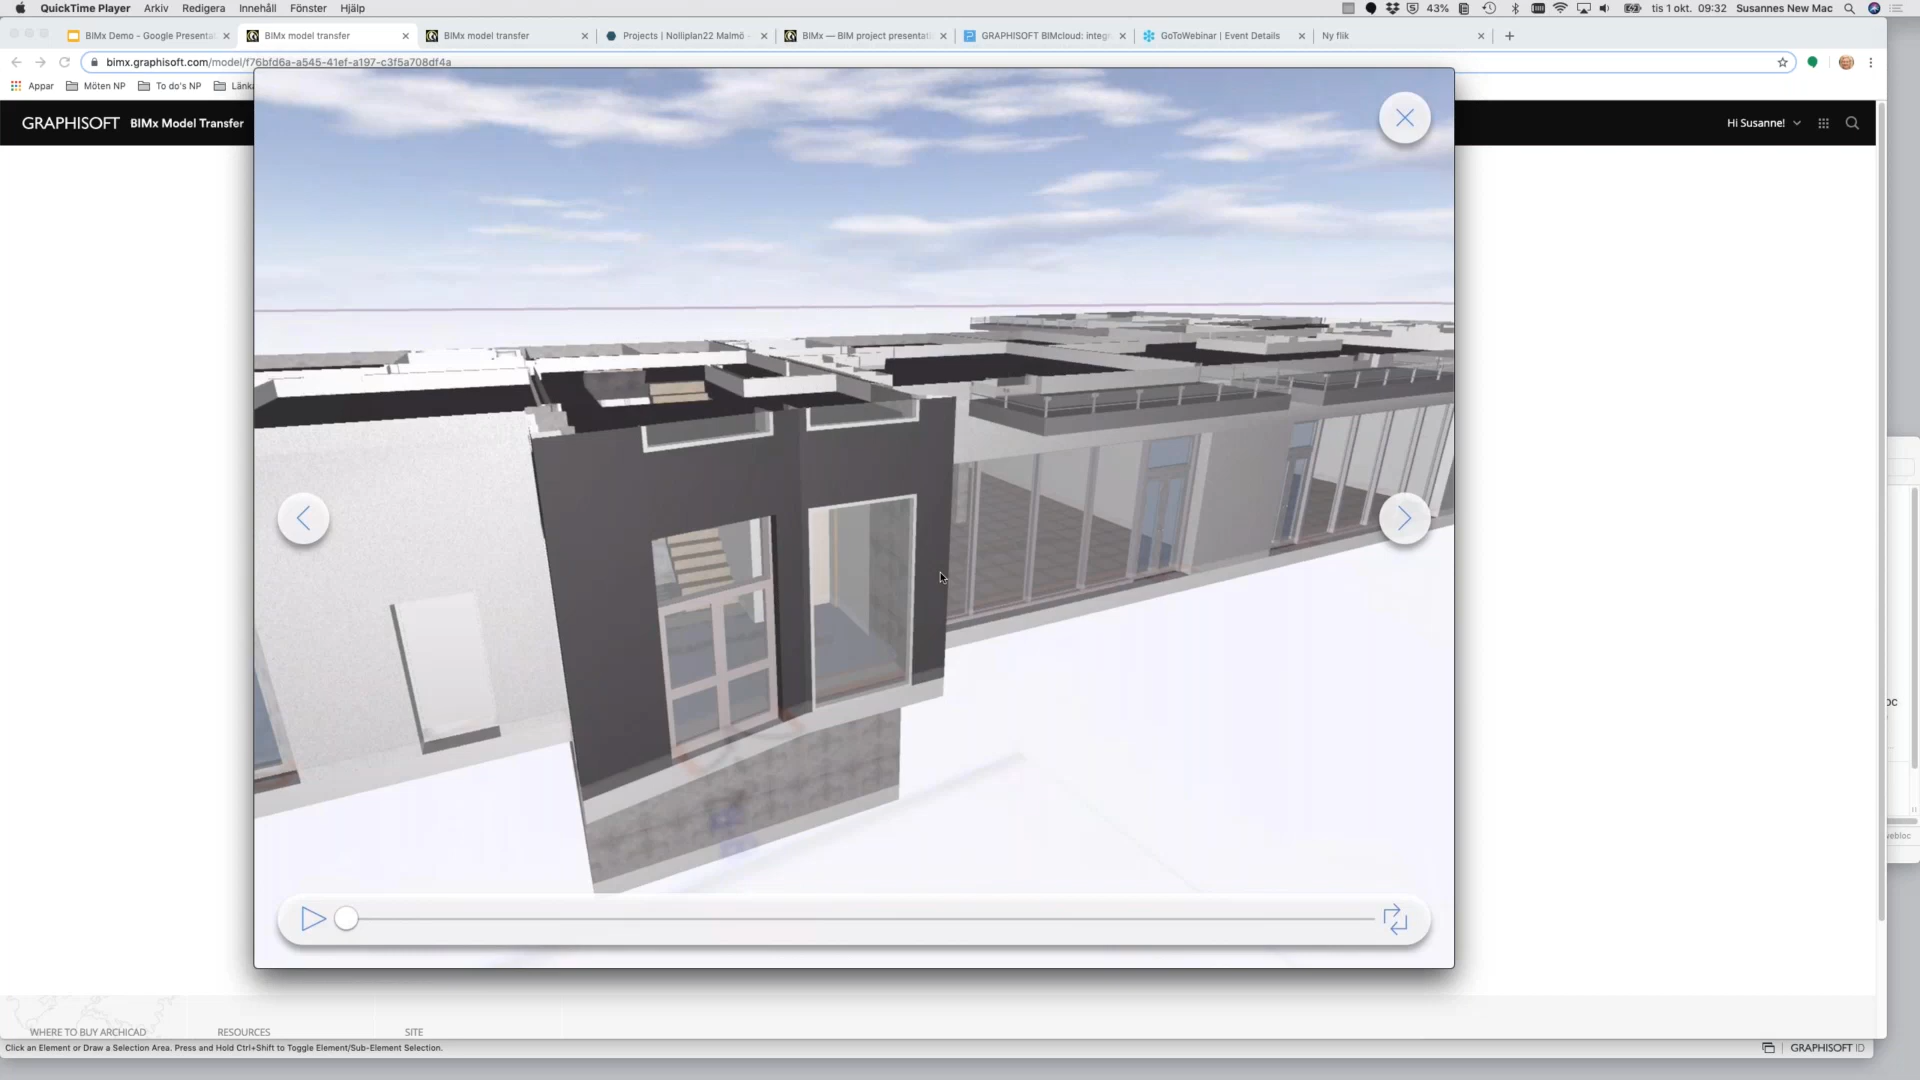 QuickTime Player Arkiv Redigera Innehåll Fönster Hjälp 43% tis 1 okt. 09:32 Susannes New Mac
BIMx Demo - Google Presenta BIMx model transfer BIMx model transfer Projects | Nolliplan22 Malmö - BIMx — BIM project presentati GRAPHISOFT BIMcloud: integr GoToWebinar | Event Details Ny flik
bimx.graphisoft.com/model/f76bfd6a-a545-41ef-a197-c3f5a708df4a
Appar Möten NP To do's NP Länka
GRAPHISOFT BIMx Model Transfer Hi Susanne!
WHERE TO BUY ARCHICAD RESOURCES SITE
Click an Element or Draw a Selection Area. Press and Hold Ctrl+Shift to Toggle Element/Sub-Element Selection. GRAPHISOFT ID